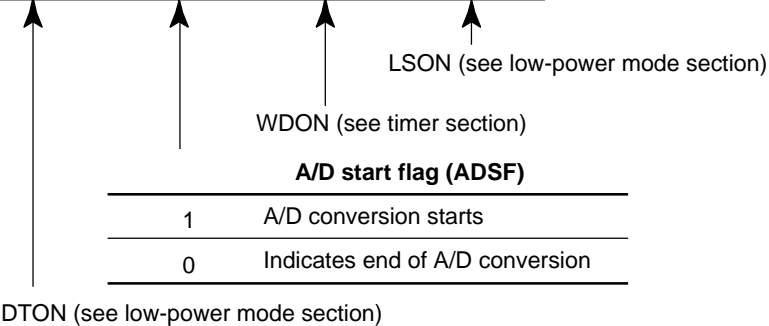 LSON (see low-power mode section)
WDON (see timer section)
A/D start flag (ADSF)
1 A/D conversion starts
0 Indicates end of A/D conversion
DTON (see low-power mode section)